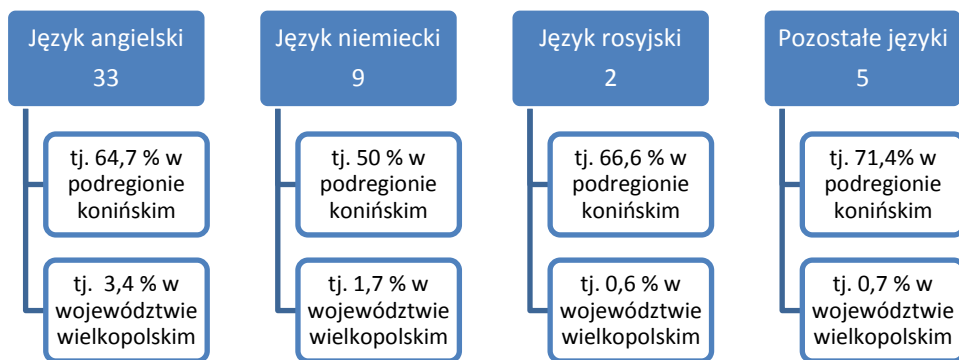 Język angielski
33
tj. 64,7 % w
podregionie
konińskim
tj. 3,4 % w
województwie
wielkopolskim
Język niemiecki
9
tj. 50 % w
podregionie
konińskim
tj. 1,7 % w
województwie
wielkopolskim
Język rosyjski
2
tj. 66,6 % w
podregionie
konińskim
tj. 0,6 % w
województwie
wielkopolskim
Pozostałe języki
5
tj. 71,4% w
podregionie
konińskim
tj. 0,7 % w
województwie
wielkopolskim